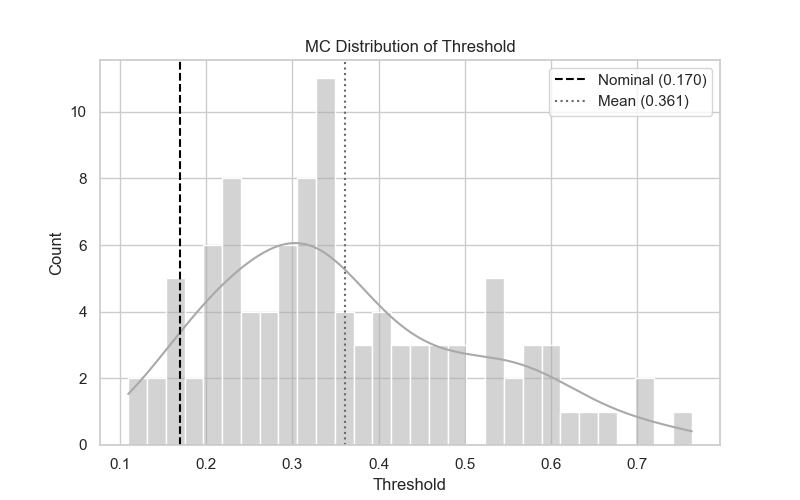 MC Distribution of Threshold
Nominal (0.170)
Mean (0.361)
Count
10
8
6
4
2
0
0.1 0.2 0.3 0.4 0.5 0.6 0.7
Threshold